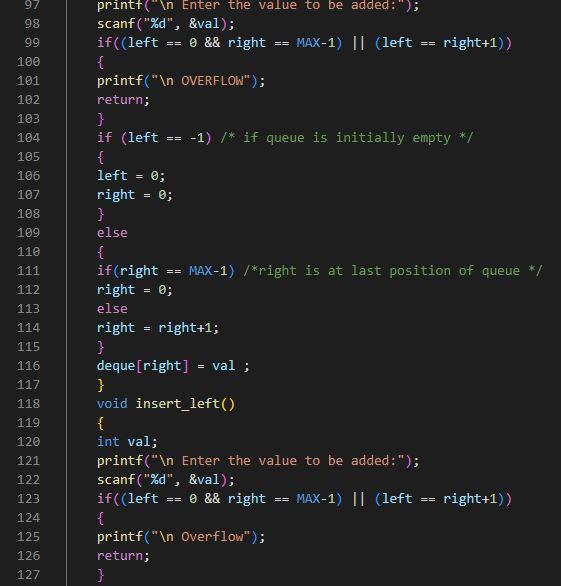 97 printf("\n Enter the value to be added:");
98 scanf("%d", &val);
99 if((left == 0 && right == MAX-1) || (left == right+1))
100 {
101 printf("\n OVERFLOW");
102 return;
103 }
104 if (left == -1) /* if queue is initially empty */
105 {
106 left = 0;
107 right = 0;
108 }
109 else
110 {
111 if(right == MAX-1) /*right is at last position of queue */
112 right = 0;
113 else
114 right = right+1;
115 }
116 deque[right] = val ;
117 }
118 void insert_left()
119 {
120 int val;
121 printf("\n Enter the value to be added:");
122 scanf("%d", &val);
123 if((left == 0 && right == MAX-1) || (left == right+1))
124 {
125 printf("\n Overflow");
126 return;
127 }